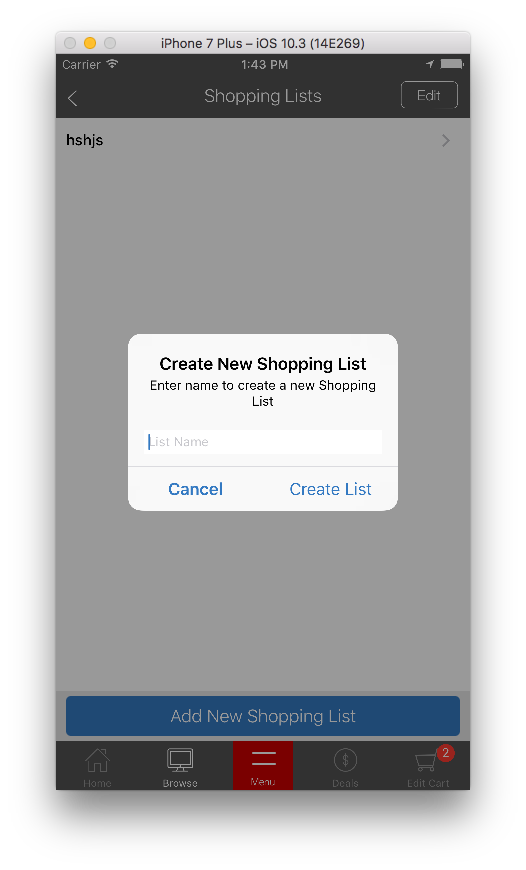 iPhone 7 Plus – iOS 10.3 (14E269)
Carrier 1:43 PM
Shopping Lists Edit
hshjs
Create New Shopping List
Enter name to create a new Shopping
List
List Name
Cancel Create List
Add New Shopping List
$ 2
Home Browse Menu Deals Edit Cart